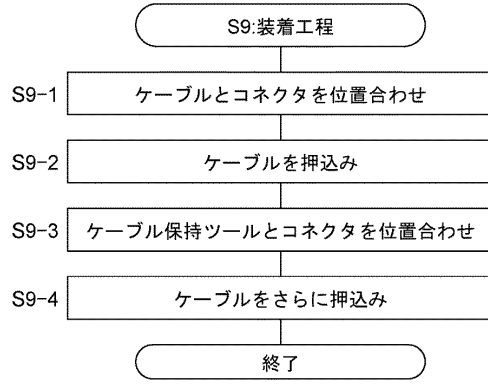 S9:装着工程
S9-1 ケーブルとコネクタを位置合わせ
S9-2 ケーブルを押込み
S9-3 ケーブル保持ツールとコネクタを位置合わせ
S9-4 ケーブルをさらに押込み
終了